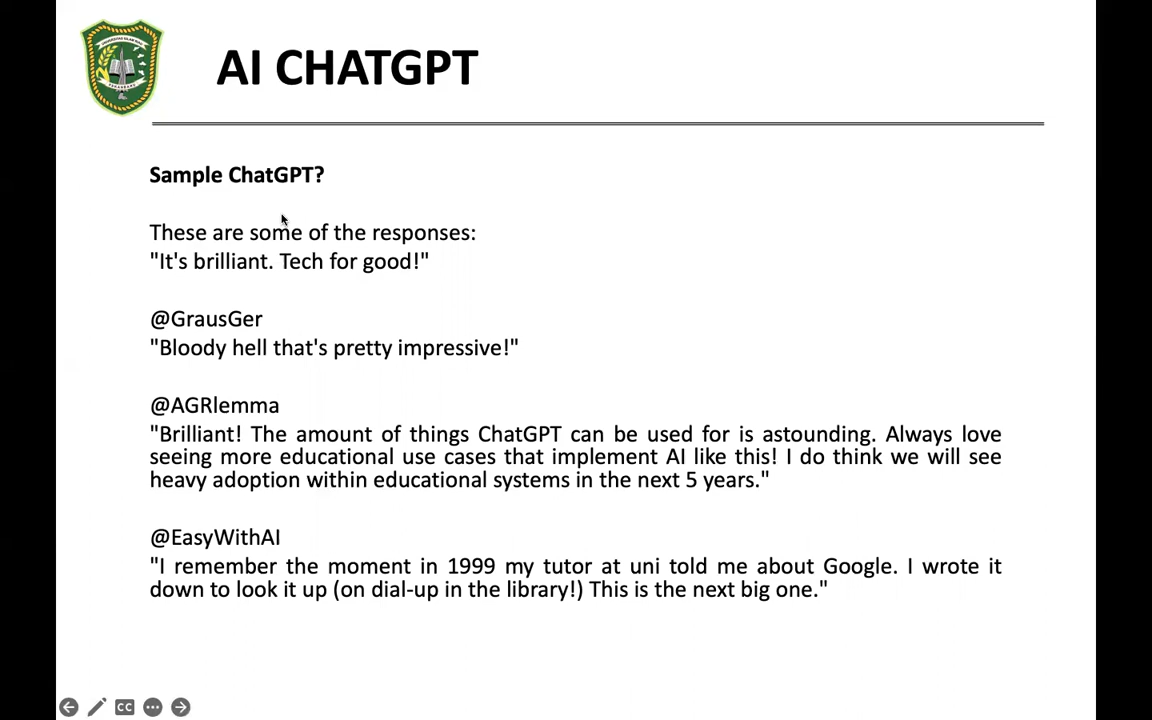 AI CHATGPT
Sample ChatGPT?
These are some of the responses:
"It's brilliant. Tech for good!"
@GrausGer
"Bloody hell that's pretty impressive!"
@AGRlemma
"Brilliant! The amount of things ChatGPT can be used for is astounding. Always love
seeing more educational use cases that implement AI like this! I do think we will see
heavy adoption within educational systems in the next 5 years."
@EasyWithAI
"I remember the moment in 1999 my tutor at uni told me about Google. I wrote it
down to look it up (on dial-up in the library!) This is the next big one."
CC